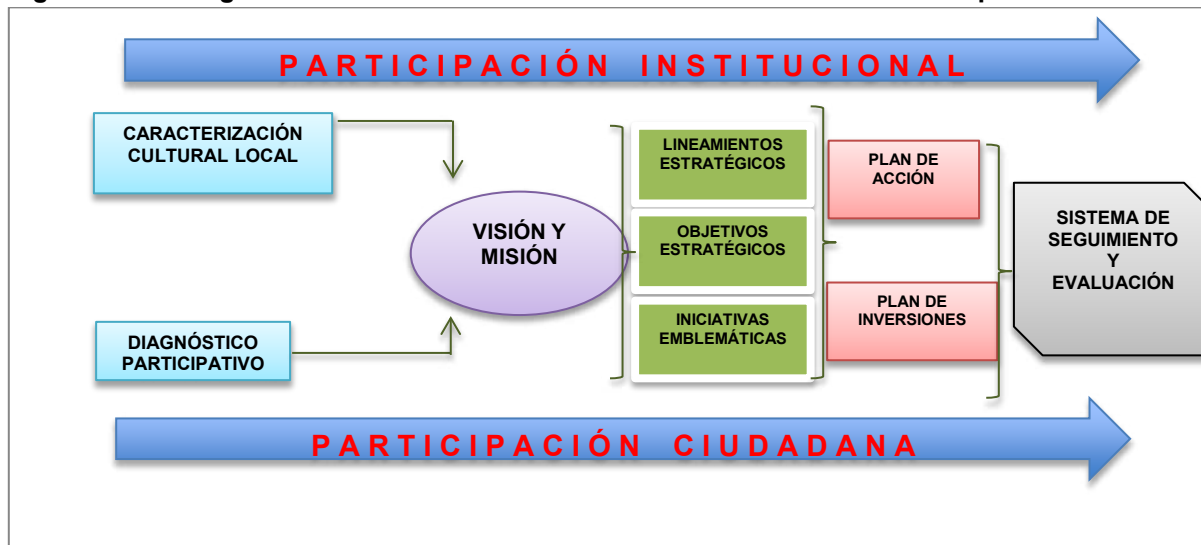 PARTICIPACIÓN INSTITUCIONAL
CARACTERIZACIÓN
CULTURAL LOCAL
DIAGNÓSTICO
PARTICIPATIVO
VISIÓN Y
MISIÓN
LINEAMIENTOS
ESTRATÉGICOS
OBJETIVOS
ESTRATÉGICOS
INICIATIVAS
EMBLEMÁTICAS
PLAN DE
ACCIÓN
PLAN DE
INVERSIONES
SISTEMA DE
SEGUIMIENTO
Y
EVALUACIÓN
PARTICIPACIÓN CIUDADANA